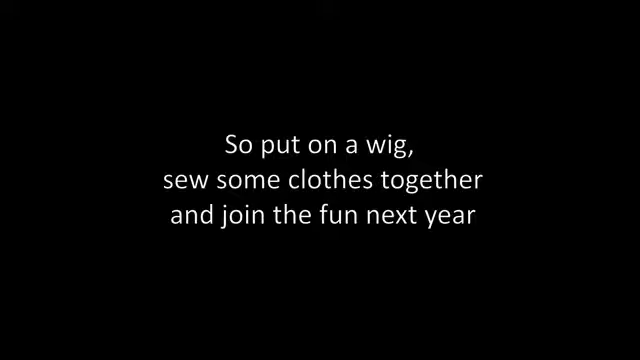 So put on a wig,
sew some clothes together
and join the fun next year